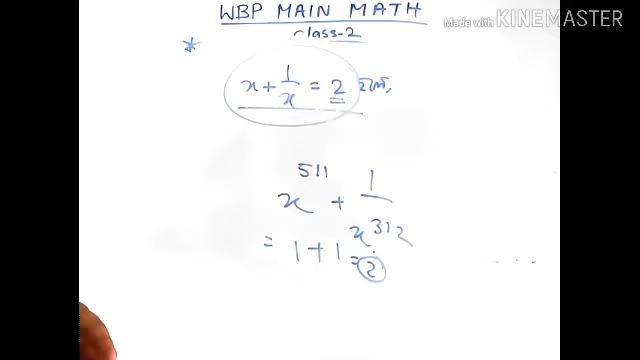 WBP MAIN MATH
Made with KINEMASTER
class-2
* x + 1/x = 2 হলে,
x^511 + 1/x^312
= 1 + 1 = 2